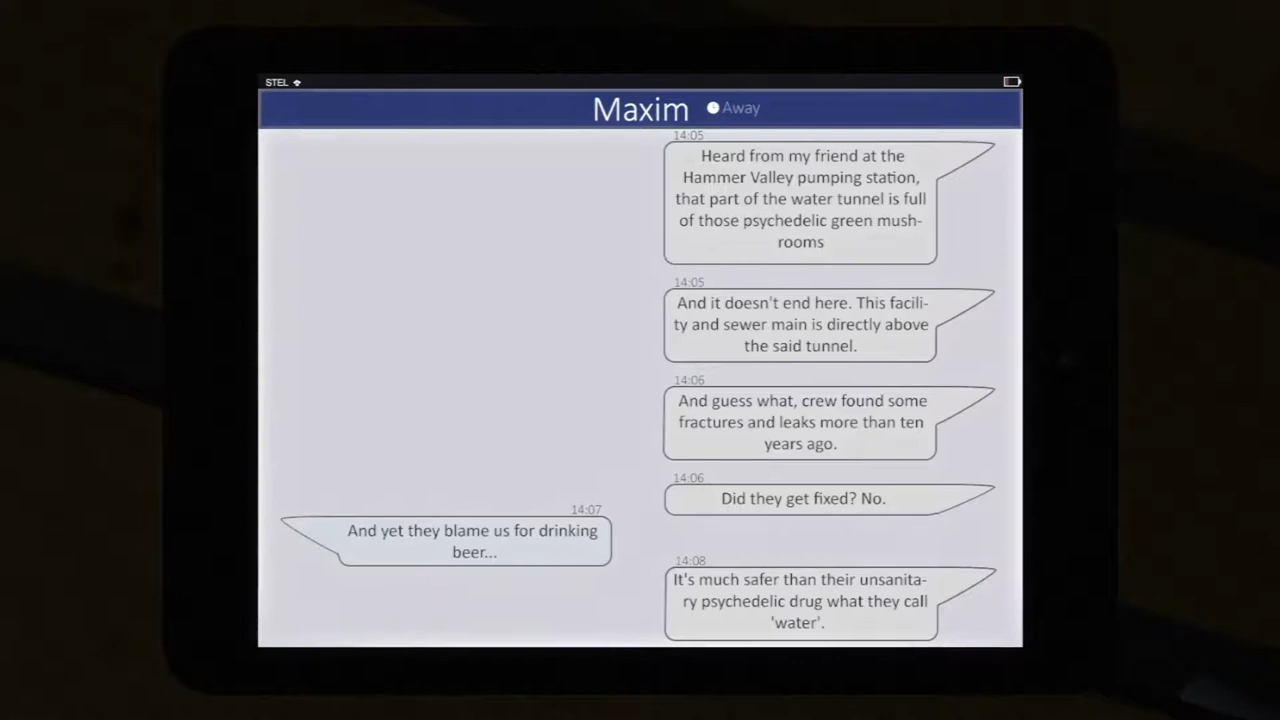 STEL
Maxim Away
14:05
Heard from my friend at the
Hammer Valley pumping station,
that part of the water tunnel is full
of those psychedelic green mush-
rooms
14:05
And it doesn't end here. This facili-
ty and sewer main is directly above
the said tunnel.
14:06
And guess what, crew found some
fractures and leaks more than ten
years ago.
14:06
Did they get fixed? No.
14:07
And yet they blame us for drinking
beer...
14:08
It's much safer than their unsanita-
ry psychedelic drug what they call
'water'.